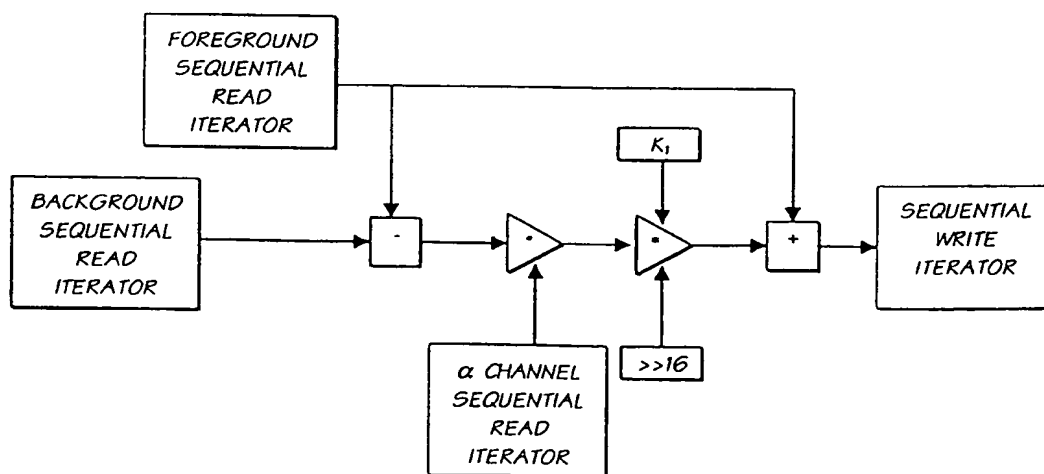 FOREGROUND
SEQUENTIAL
READ
ITERATOR
K₁
BACKGROUND
SEQUENTIAL
READ
ITERATOR
-
*
*
+
SEQUENTIAL
WRITE
ITERATOR
α CHANNEL
SEQUENTIAL
READ
ITERATOR
>>16